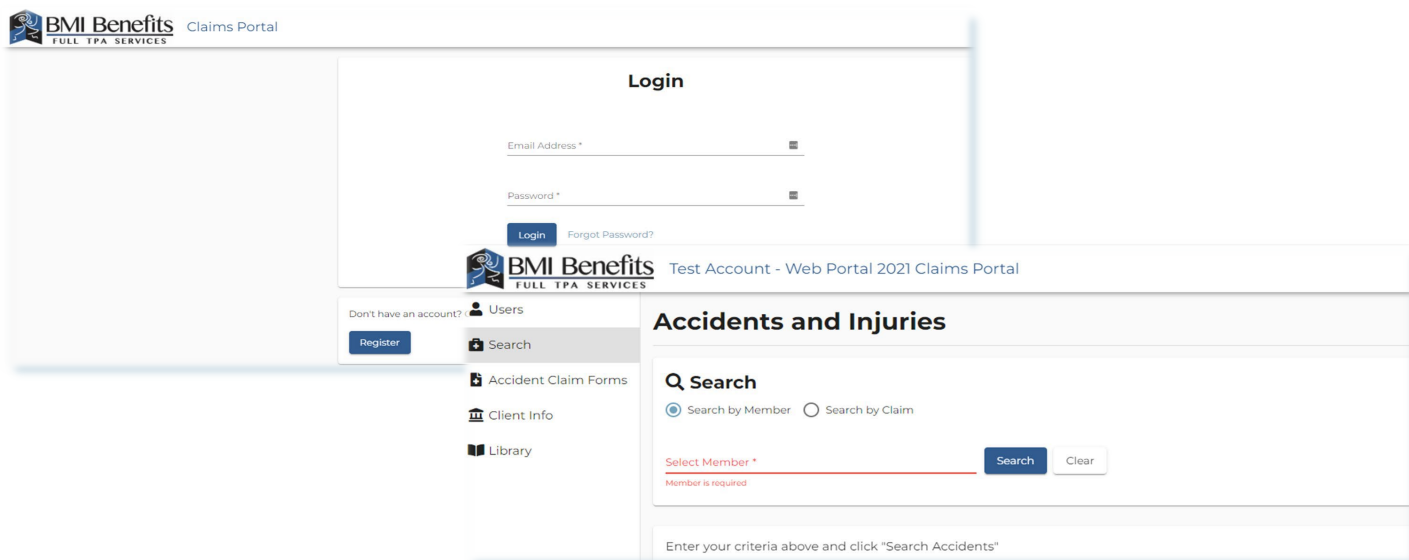 BMI Benefits
FULL TPA SERVICES
Claims Portal
Login
Email Address *
Password *
Login
Forgot Password?
Don't have an account?
Register
BMI Benefits
FULL TPA SERVICES
Test Account - Web Portal 2021 Claims Portal
Users
Search
Accident Claim Forms
Client Info
Library
Accidents and Injuries
Search
Search by Member
Search by Claim
Select Member *
Member is required
Search
Clear
Enter your criteria above and click "Search Accidents"